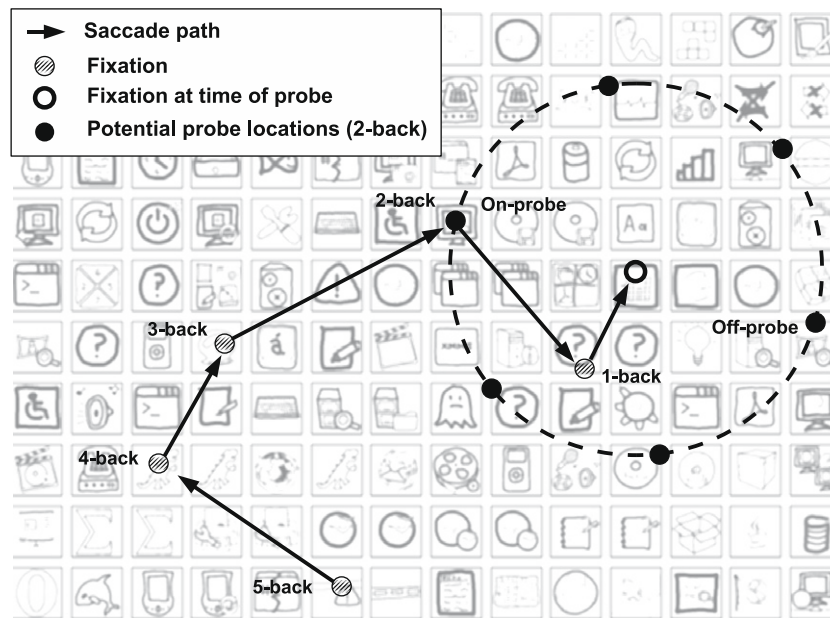 Saccade path
Fixation
Fixation at time of probe
Potential probe locations (2-back)
2-back
On-probe
Aα
>_
3-back
á
Off-probe
1-back
>_
>_
4-back
5-back